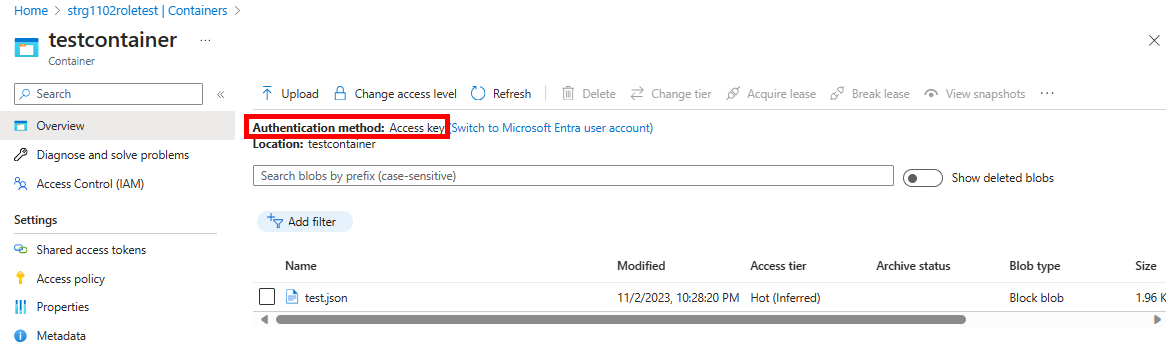 Home > strg1102roletest | Containers >
testcontainer ...
Container
Search
«
Overview
Diagnose and solve problems
Access Control (IAM)
Settings
Shared access tokens
Access policy
Properties
Metadata
Upload Change access level Refresh Delete Change tier Acquire lease Break lease View snapshots ...
Authentication method: Access key (Switch to Microsoft Entra user account)
Location: testcontainer
Search blobs by prefix (case-sensitive)
Show deleted blobs
Add filter
Name Modified Access tier Archive status Blob type Size
test.json 11/2/2023, 10:28:20 PM Hot (Inferred) Block blob 1.96 K